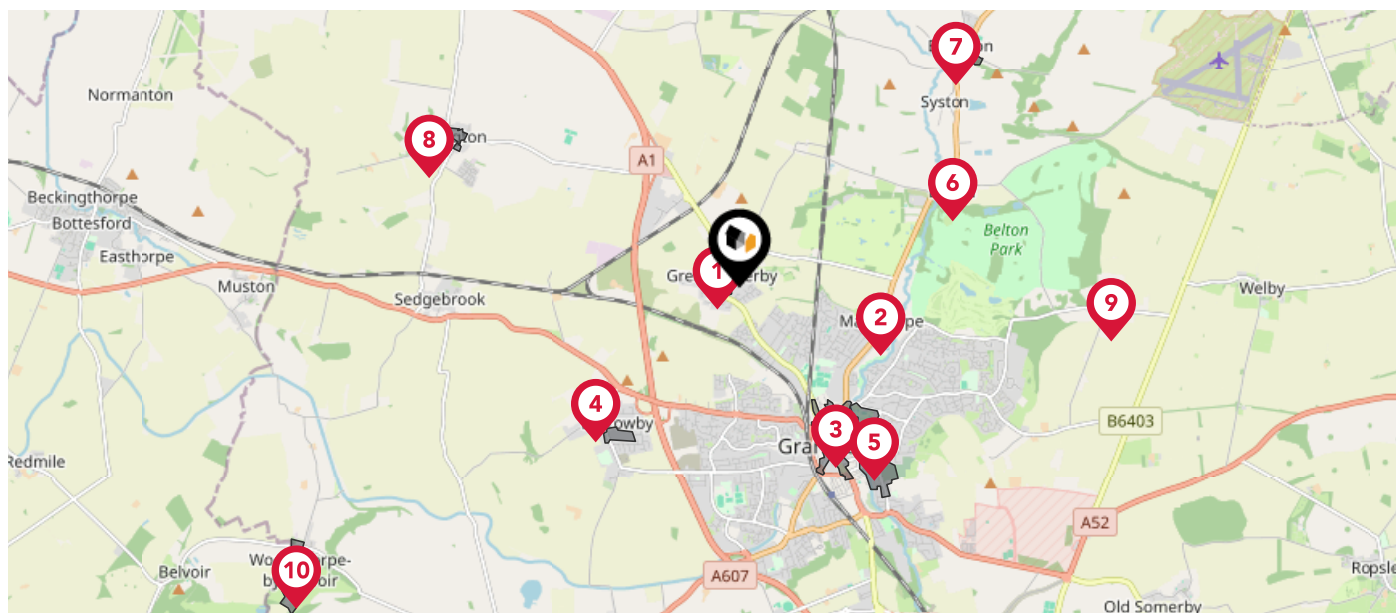 7
Syston
Normanton
8
A1
6
Beckingthorpe
Bottesford
Belton
Park
Easthorpe
1
Muston
Sedgebrook
Welby
9
2
4
B6403
3
5
Redmile
A52
10
Belvoir
A607
Old Somerby